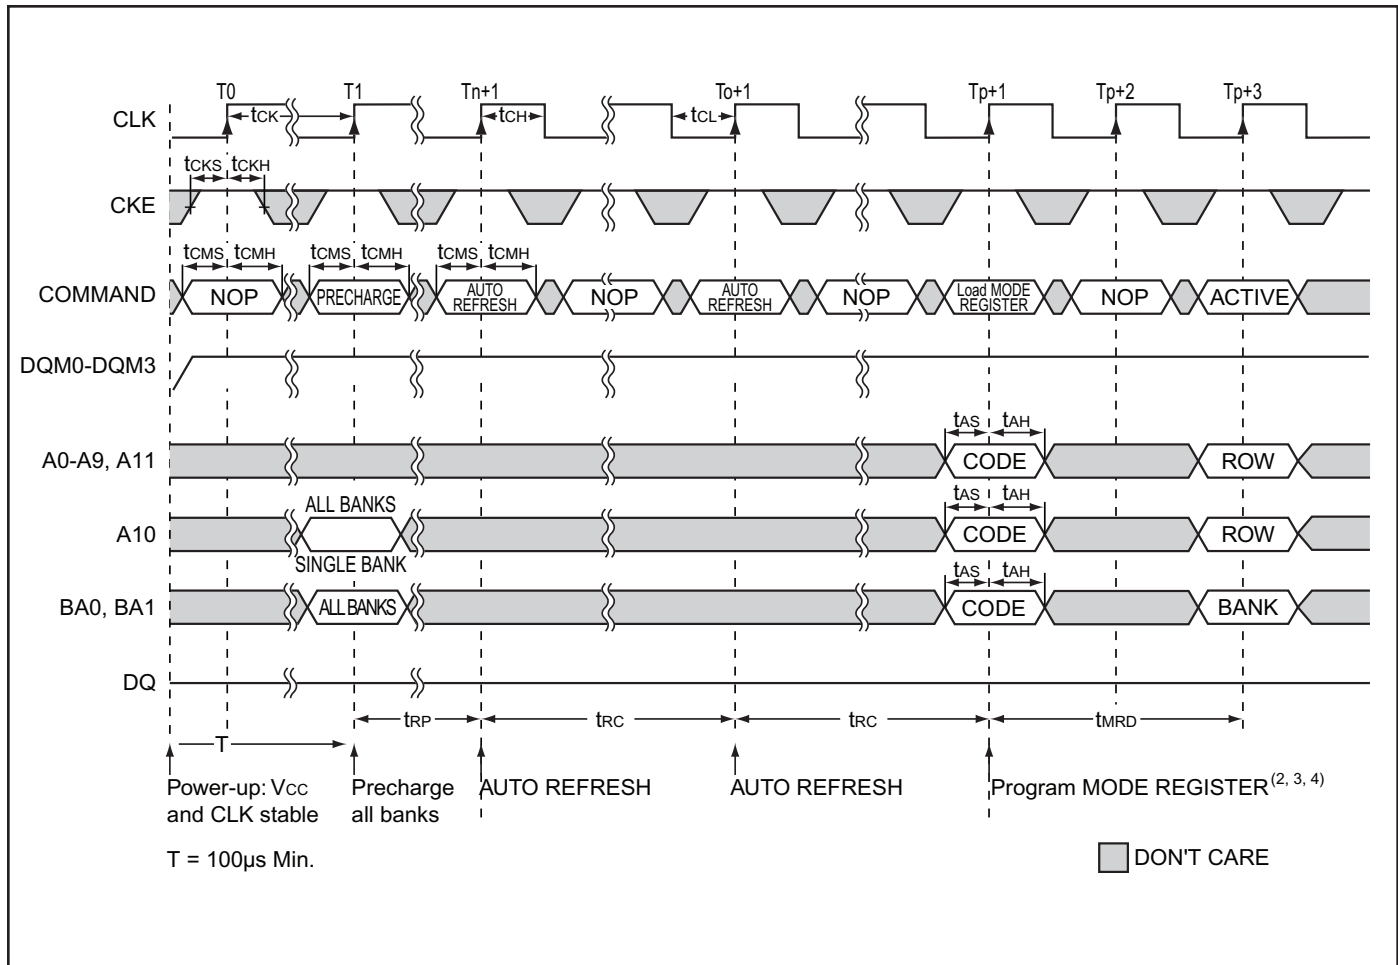 T0 T1 Tn+1 To+1 Tp+1 Tp+2 Tp+3
CLK tCK tCH tCL
tCKS tCKH
CKE
tCMS tCMH tCMS tCMH tCMS tCMH
COMMAND NOP PRECHARGE AUTO REFRESH NOP AUTO REFRESH NOP Load MODE REGISTER NOP ACTIVE
DQM0-DQM3
tAS tAH
A0-A9, A11 CODE ROW
ALL BANKS tAS tAH
A10 CODE ROW
SINGLE BANK tAS tAH
BA0, BA1 ALL BANKS CODE BANK
DQ
tRP tRC tRC tMRD
T
Power-up: VCC Precharge AUTO REFRESH AUTO REFRESH Program MODE REGISTER(2, 3, 4)
and CLK stable all banks
T = 100µs Min. DON'T CARE